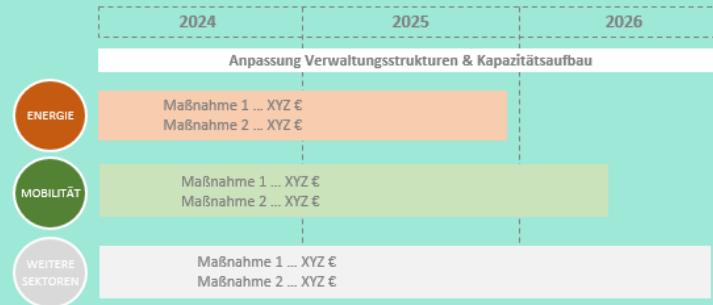 2024 2025 2026
Anpassung Verwaltungsstrukturen & Kapazitätsaufbau
ENERGIE
Maßnahme 1 ... XYZ €
Maßnahme 2 ... XYZ €
MOBILITÄT
Maßnahme 1 ... XYZ €
Maßnahme 2 ... XYZ €
WEITERE
SEKTOREN
Maßnahme 1 ... XYZ €
Maßnahme 2 ... XYZ €